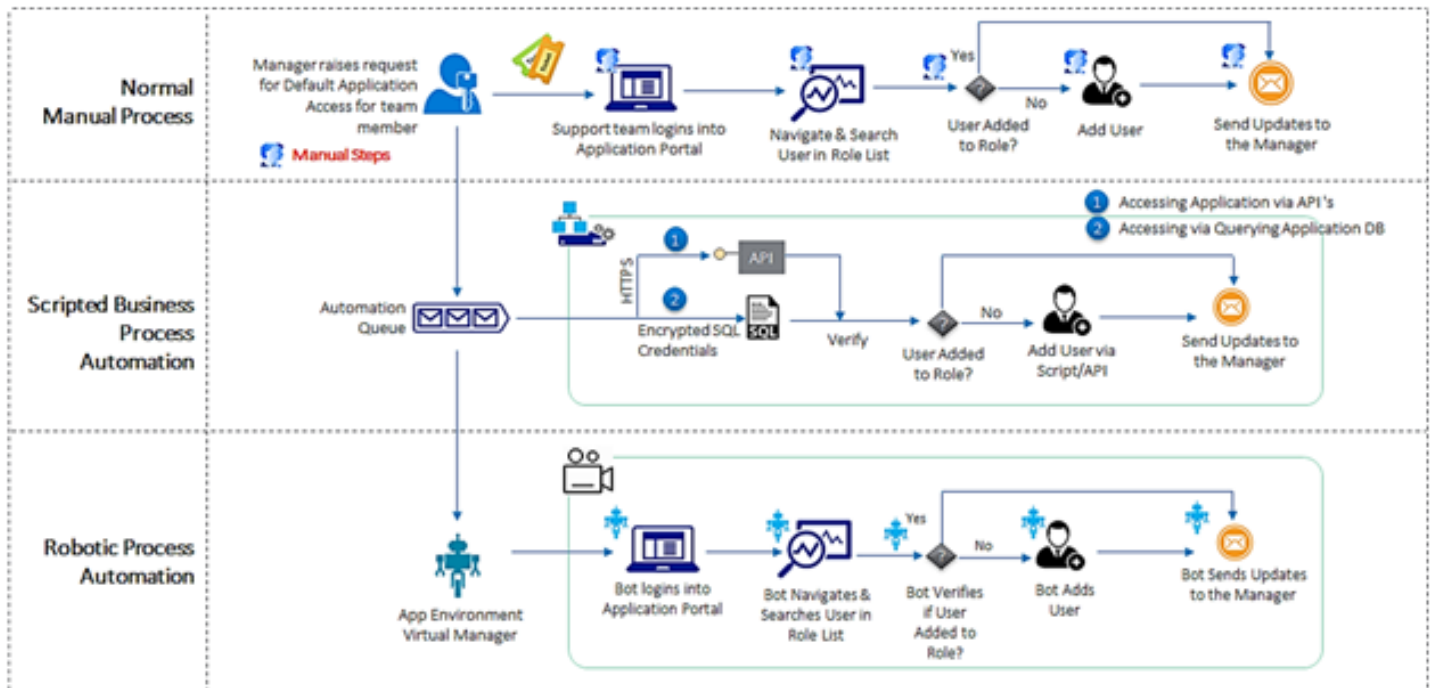 Normal
Manual Process
Manager raises request
for Default Application
Access for team
member
Manual Steps
Support team logins into
Application Portal
Navigate & Search
User in Role List
Yes
?
User Added
to Role?
No
Add User
Send Updates to
the Manager
Scripted Business
Process
Automation
1 Accessing Application via API's
2 Accessing via Querying Application DB
Automation
Queue
HTTPS
1
API
2
Encrypted SQL
Credentials
SQL
Verify
?
User Added
to Role?
No
Add User via
Script/API
Send Updates to
the Manager
Robotic Process
Automation
App Environment
Virtual Manager
Bot logins into
Application Portal
Bot Navigates &
Searches User in
Role List
Yes
?
Bot Verifies
if User
Added to
Role?
No
Bot Adds
User
Bot Sends Updates
to the Manager